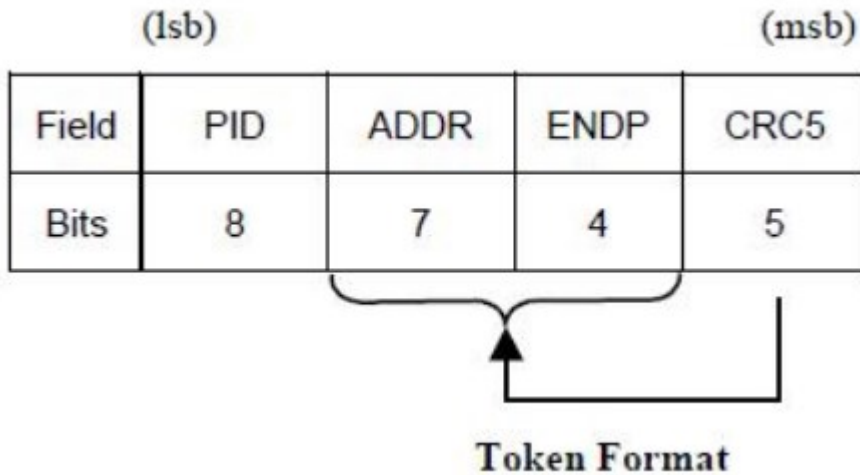 (lsb) (msb)
Field PID ADDR ENDP CRC5
Bits 8 7 4 5
Token Format